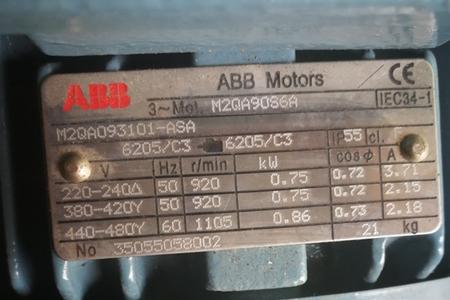 ABB ABB Motors CE
3~Mot. M2QA90S6A IEC34-1
M2QA093101-ASA
6205/C3 6205/C3 IP55 cl.
V Hz r/min kW cosφ A
220-240Δ 50 920 0.75 0.72 3.71
380-420Y 50 920 0.75 0.72 2.15
440-480Y 60 1105 0.86 0.73 2.18
No 35055058002 21 kg